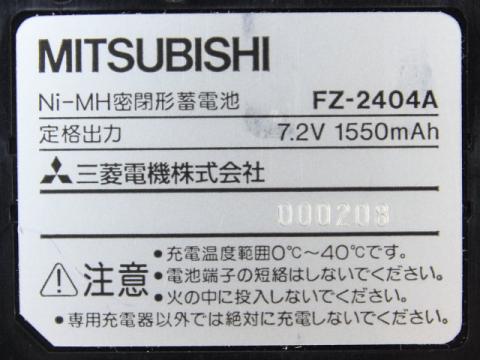 MITSUBISHI
Ni-MH密閉形蓄電池 FZ-2404A
定格出力 7.2V 1550mAh
三菱電機株式会社
000208
注意
•充電温度範囲0℃〜40℃です。
•電池端子の短絡はしないでください。
•火の中に投入しないでください。
•専用充電器以外では絶対に充電しないでください。